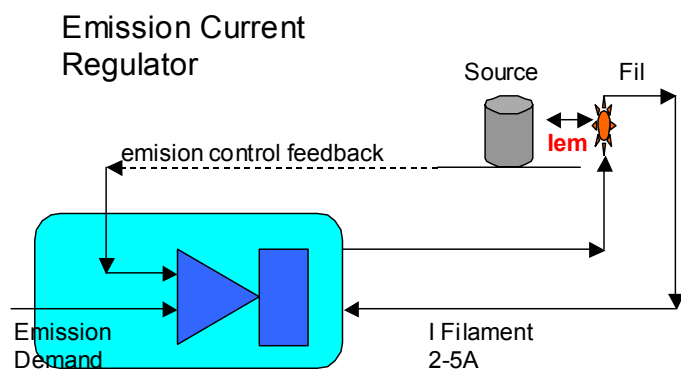 Emission Current
Regulator
Source
Fil
Iem
emision control feedback
Emission
Demand
I Filament
2-5A